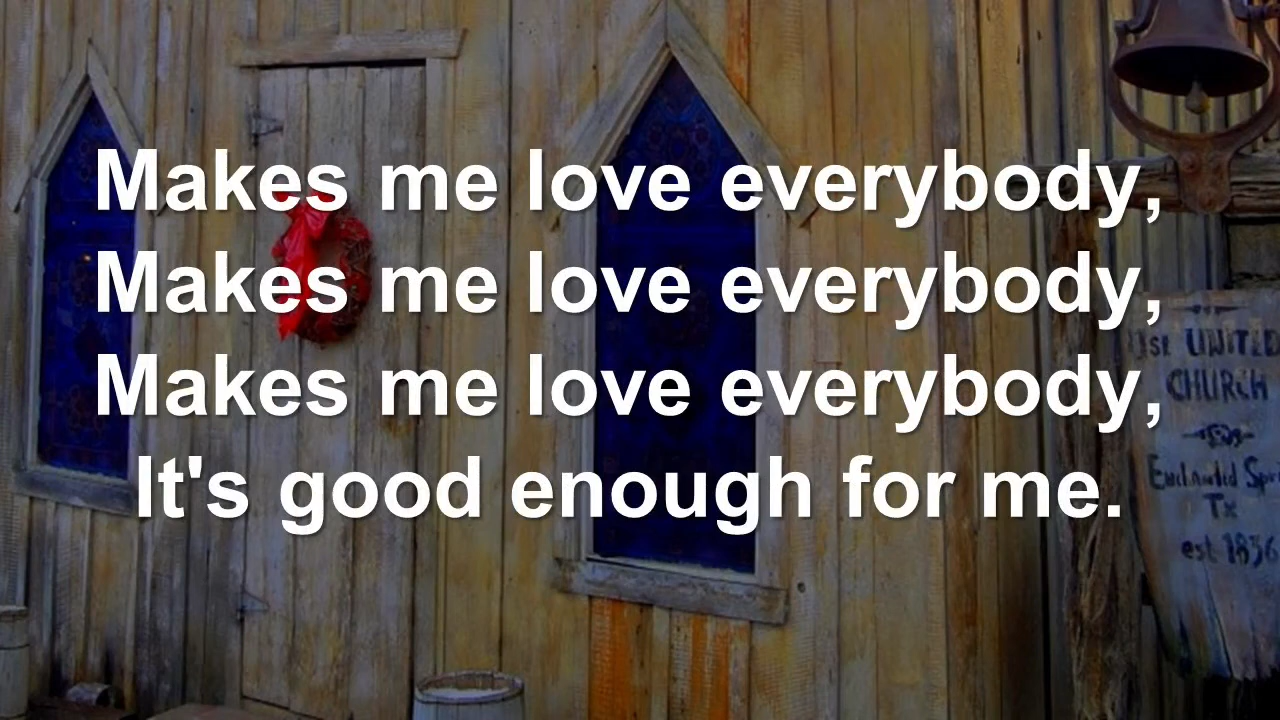 Makes me love everybody,
Makes me love everybody,
Makes me love everybody,
It's good enough for me.
UNITED
CHURCH
Tx
est 1836